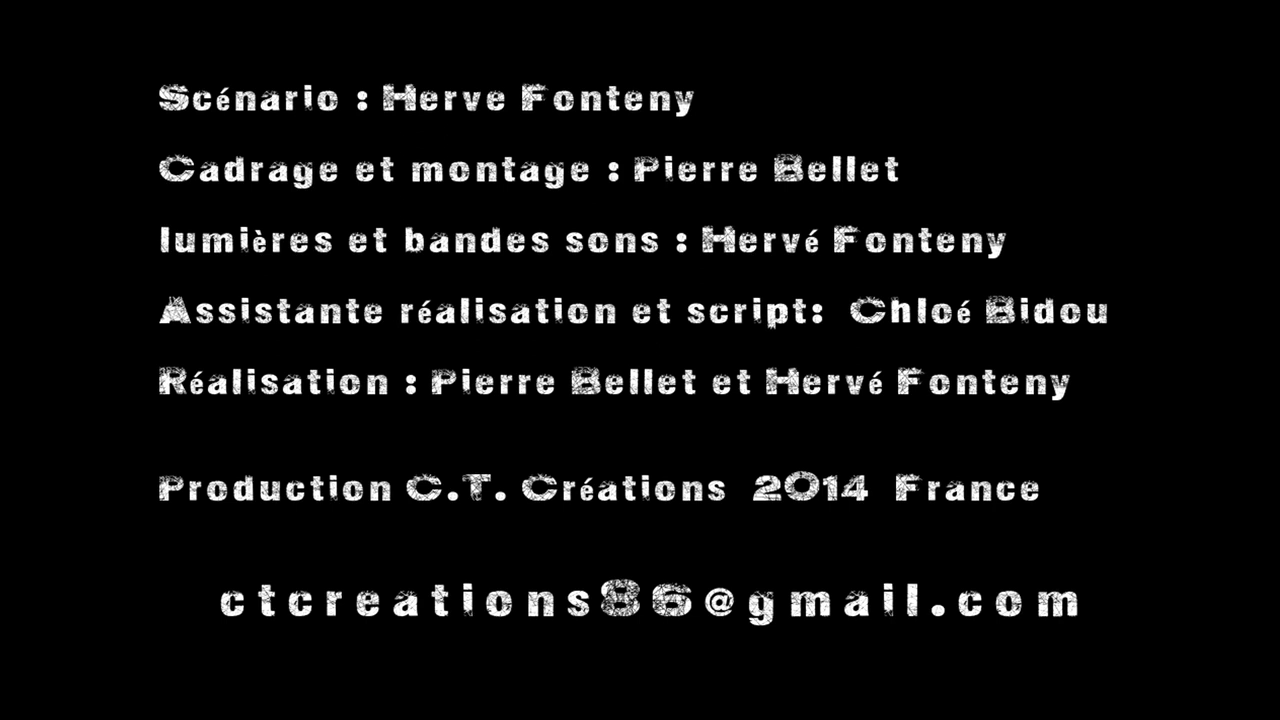 Scénario : Herve Fonteny
Cadrage et montage : Pierre Bellet
lumières et bandes sons : Hervé Fonteny
Assistante réalisation et script: Chloé Bidou
Réalisation : Pierre Bellet et Hervé Fonteny
Production C.T. Créations 2014 France
ctcreations86@gmail.com